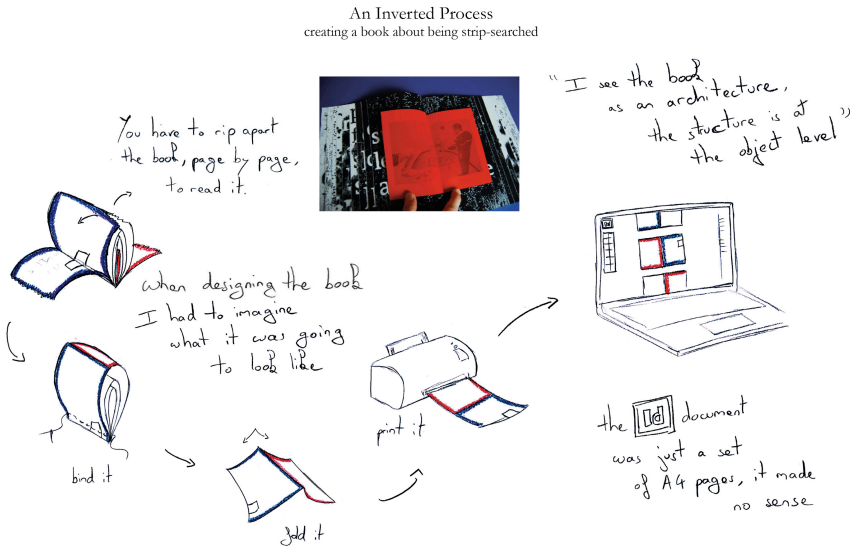 An Inverted Process
creating a book about being strip-searched
You have to rip apart
the book, page by page,
to read it.
"I see the book
as an architecture,
the structure is at
the object level"
when designing the book
I had to imagine
what it was going
to look like
bind it
fold it
print it
the Id document
was just a set
of A4 pages, it made
no sense